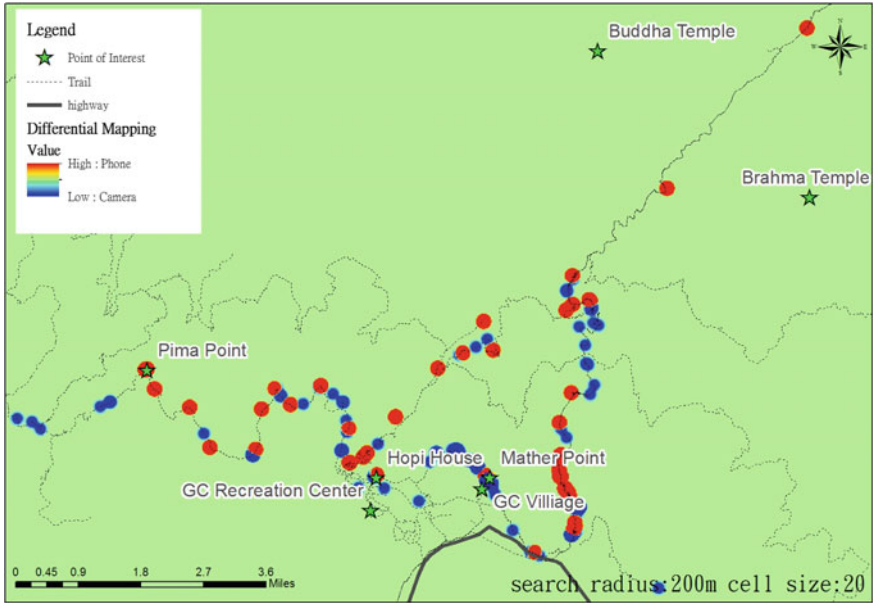 Legend
Point of Interest
Trail
highway
Differential Mapping
Value
High : Phone
Low : Camera
Buddha Temple
N
W
E
S
Brahma Temple
Pima Point
Hopi House
Mather Point
GC Recreation Center
GC Villiage
0 0.45 0.9 1.8 2.7 3.6
Miles
search radius:200m cell size:20